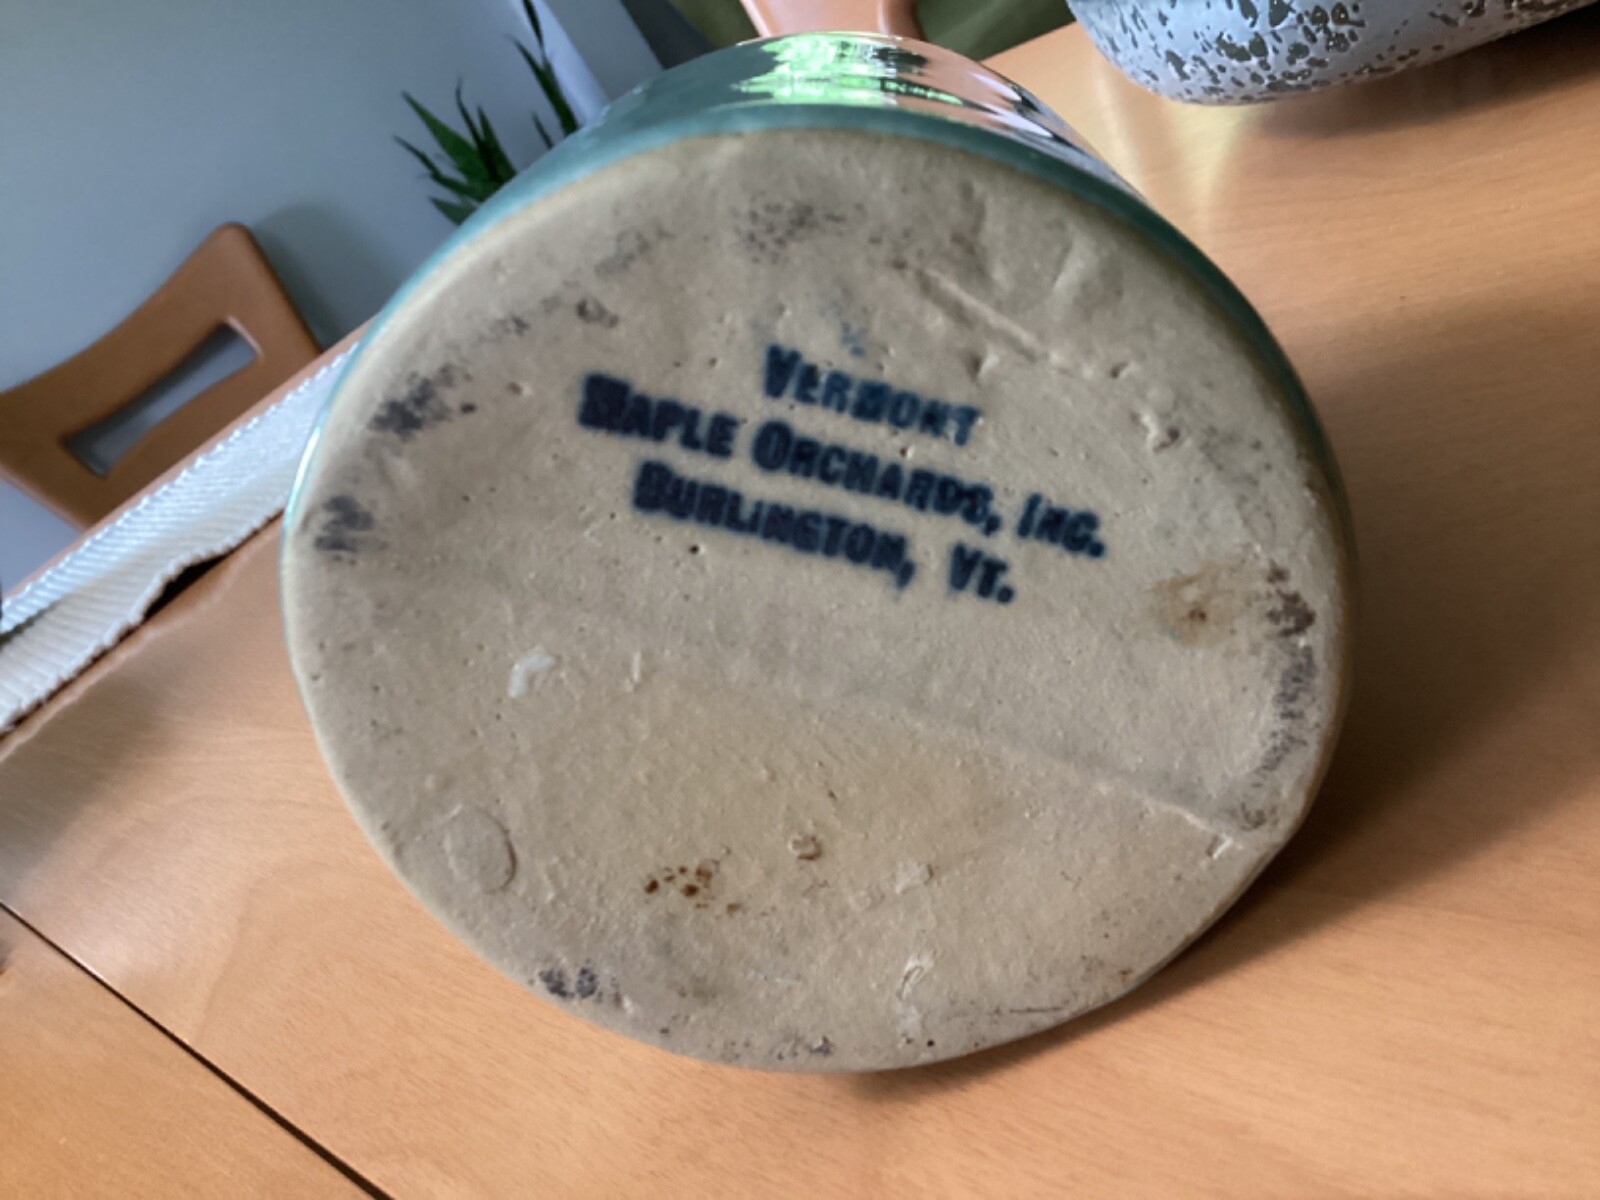 VERMONT
MAPLE ORCHARDS, INC.
BURLINGTON, VT.